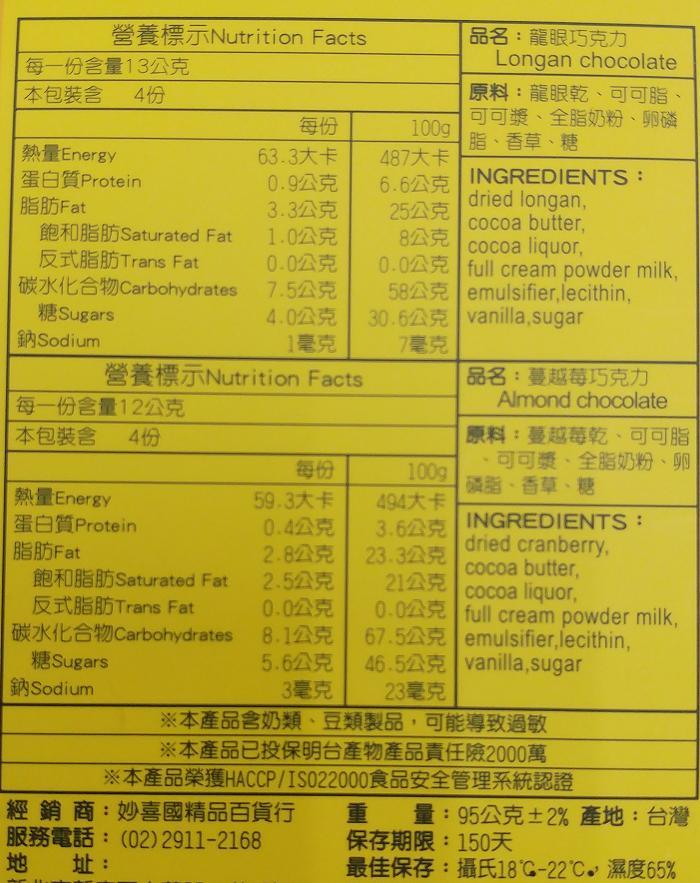 營養標示Nutrition Facts
每一份含量13公克
本包裝含 4份
每份 100g
熱量Energy 63.3大卡 487大卡
蛋白質Protein 0.9公克 6.6公克
脂肪Fat 3.3公克 25公克
飽和脂肪Saturated Fat 1.0公克 8公克
反式脂肪Trans Fat 0.0公克 0.0公克
碳水化合物Carbohydrates 7.5公克 58公克
糖Sugars 4.0公克 30.6公克
鈉Sodium 1毫克 7毫克
品名：龍眼巧克力
Longan chocolate
原料：龍眼乾、可可脂、
可可漿、全脂奶粉、卵磷
脂、香草、糖
INGREDIENTS：
dried longan,
cocoa butter,
cocoa liquor,
full cream powder milk,
emulsifier,lecithin,
vanilla,sugar
營養標示Nutrition Facts
每一份含量12公克
本包裝含 4份
每份 100g
熱量Energy 59.3大卡 494大卡
蛋白質Protein 0.4公克 3.6公克
脂肪Fat 2.8公克 23.3公克
飽和脂肪Saturated Fat 2.5公克 21公克
反式脂肪Trans Fat 0.0公克 0.0公克
碳水化合物Carbohydrates 8.1公克 67.5公克
糖Sugars 5.6公克 46.5公克
鈉Sodium 3毫克 23毫克
品名：蔓越莓巧克力
Almond chocolate
原料：蔓越莓乾、可可脂
、可可漿、全脂奶粉、卵
磷脂、香草、糖
INGREDIENTS：
dried cranberry,
cocoa butter,
cocoa liquor,
full cream powder milk,
emulsifier,lecithin,
vanilla,sugar
※本產品含奶類、豆類製品，可能導致過敏
※本產品已投保明台產物產品責任險2000萬
※本產品榮獲HACCP/ISO22000食品安全管理系統認證
經銷商：妙喜國精品百貨行
服務電話：(02)2911-2168
地 址：
重 量：95公克±2% 產地：台灣
保存期限：150天
最佳保存：攝氏18℃-22℃，濕度65%